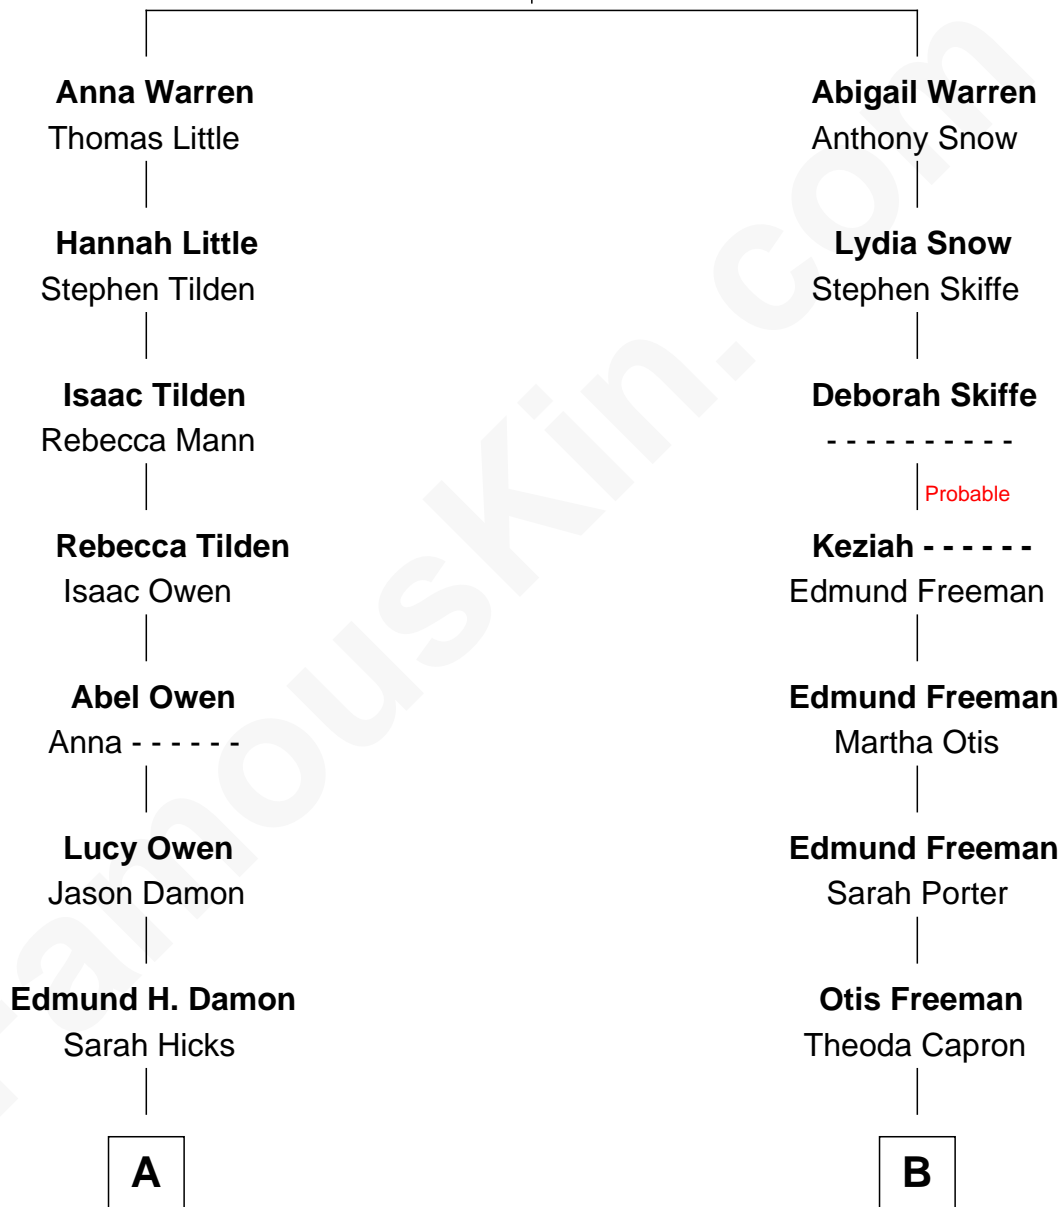 Anna Warren
Thomas Little
Hannah Little
Stephen Tilden
Isaac Tilden
Rebecca Mann
Rebecca Tilden
Isaac Owen
Abel Owen
Anna - - - - - -
Lucy Owen
Jason Damon
Edmund H. Damon
Sarah Hicks
A
Abigail Warren
Anthony Snow
Lydia Snow
Stephen Skiffe
Deborah Skiffe
- - - - - - - - - -
Probable
Keziah - - - - - -
Edmund Freeman
Edmund Freeman
Martha Otis
Edmund Freeman
Sarah Porter
Otis Freeman
Theoda Capron
B
FamousKin.com